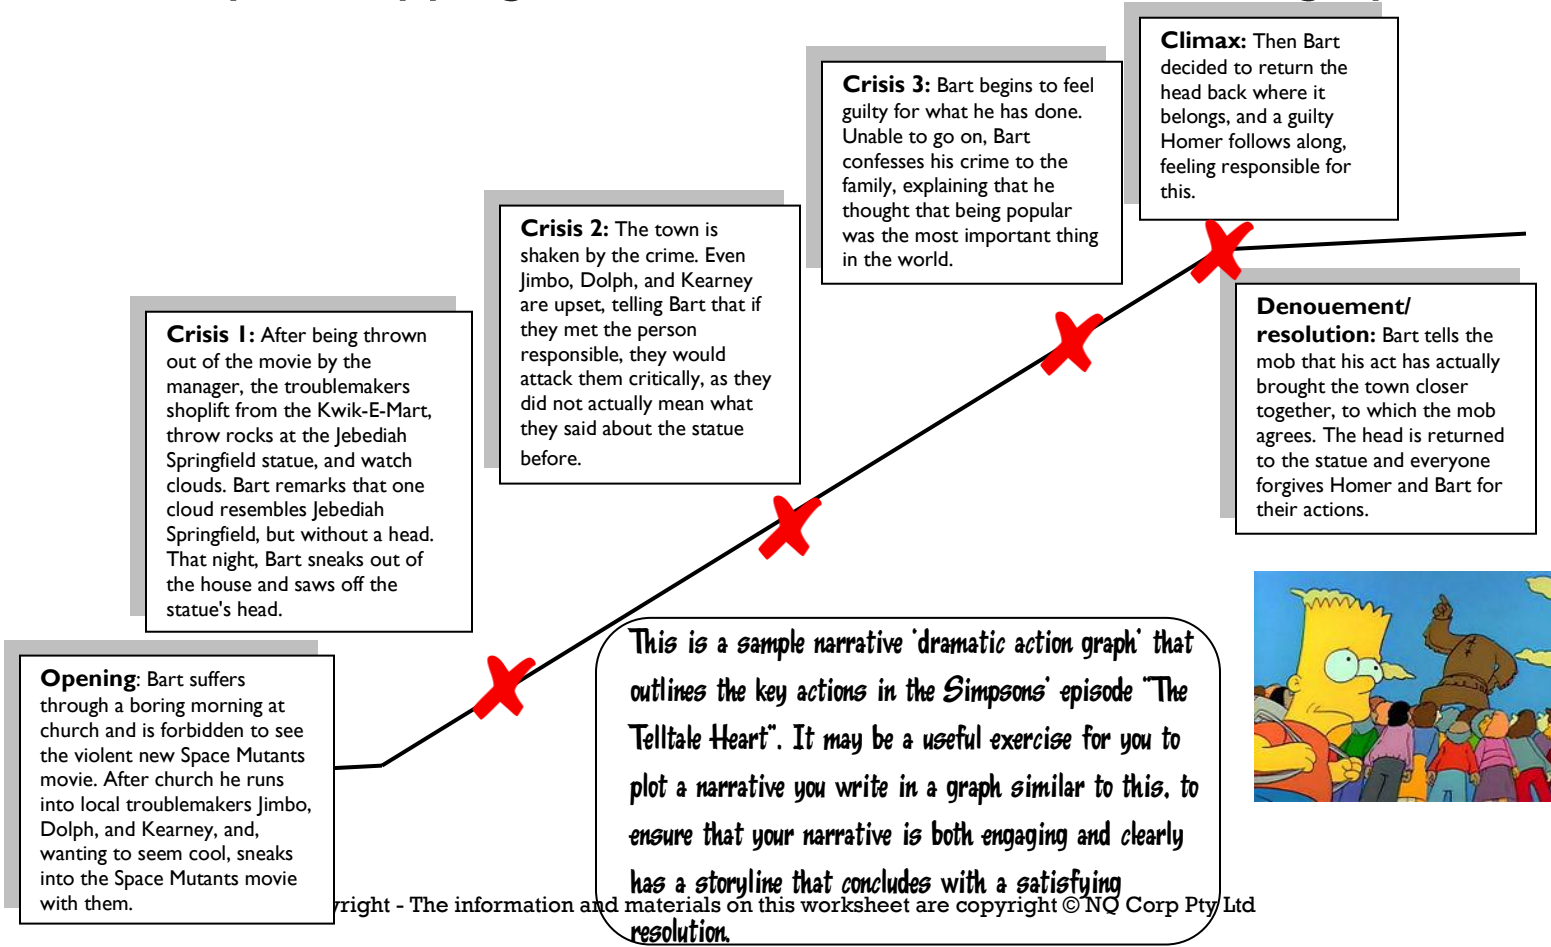 Opening: Bart suffers
through a boring morning at
church and is forbidden to see
the violent new Space Mutants
movie. After church he runs
into local troublemakers Jimbo,
Dolph, and Kearney, and,
wanting to seem cool, sneaks
into the Space Mutants movie
with them.
Crisis 1: After being thrown
out of the movie by the
manager, the troublemakers
shoplift from the Kwik-E-Mart,
throw rocks at the Jebediah
Springfield statue, and watch
clouds. Bart remarks that one
cloud resembles Jebediah
Springfield, but without a head.
That night, Bart sneaks out of
the house and saws off the
statue's head.
Crisis 2: The town is
shaken by the crime. Even
Jimbo, Dolph, and Kearney
are upset, telling Bart that if
they met the person
responsible, they would
attack them critically, as they
did not actually mean what
they said about the statue
before.
Crisis 3: Bart begins to feel
guilty for what he has done.
Unable to go on, Bart
confesses his crime to the
family, explaining that he
thought that being popular
was the most important thing
in the world.
Climax: Then Bart
decided to return the
head back where it
belongs, and a guilty
Homer follows along,
feeling responsible for
this.
Denouement/
resolution: Bart tells the
mob that his act has actually
brought the town closer
together, to which the mob
agrees. The head is returned
to the statue and everyone
forgives Homer and Bart for
their actions.
This is a sample narrative 'dramatic action graph' that
outlines the key actions in the Simpsons' episode "The
Telltale Heart". It may be a useful exercise for you to
plot a narrative you write in a graph similar to this, to
ensure that your narrative is both engaging and clearly
has a storyline that concludes with a satisfying
resolution.
yright - The information and materials on this worksheet are copyright © NQ Corp Pty Ltd